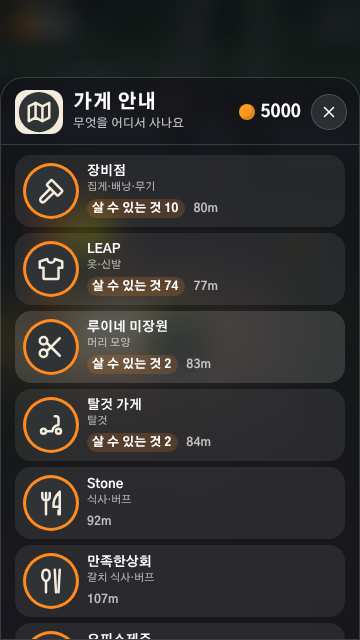 가게 안내
무엇을 어디서 사나요
5000
장비점
집게·배낭·무기
살 수 있는 것 10 80m
LEAP
옷·신발
살 수 있는 것 74 77m
루이네 미장원
머리 모양
살 수 있는 것 2 83m
탈것 가게
탈것
살 수 있는 것 2 84m
Stone
식사·버프
92m
만족한상회
갈치 식사·버프
107m